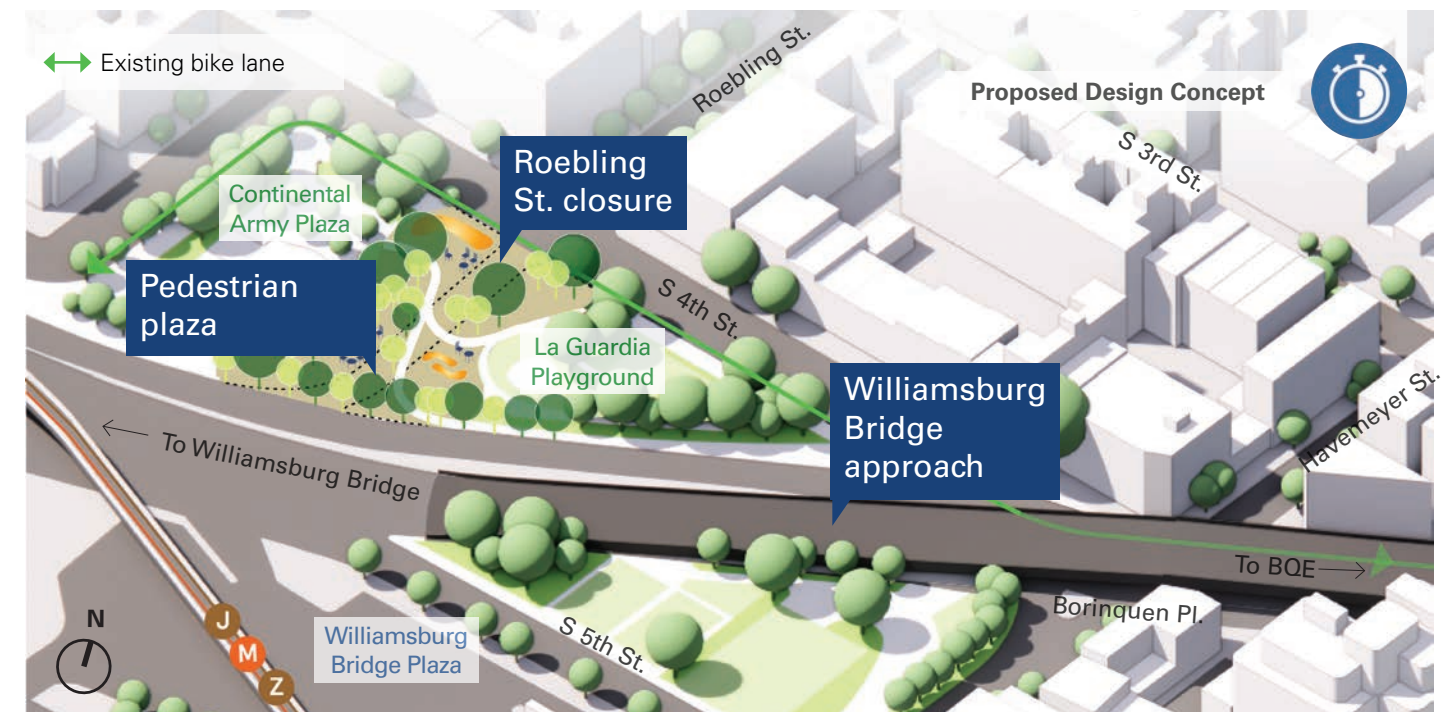 Existing bike lane
Roebling St.
Proposed Design Concept
S 3rd St.
Roebling
St. closure
Continental
Army Plaza
Pedestrian
plaza
S 4th St.
La Guardia
Playground
Williamsburg
Bridge
approach
Havemeyer St.
To Williamsburg Bridge
To BQE
Borinquen Pl.
S 5th St.
Williamsburg
Bridge Plaza
N
J
M
Z